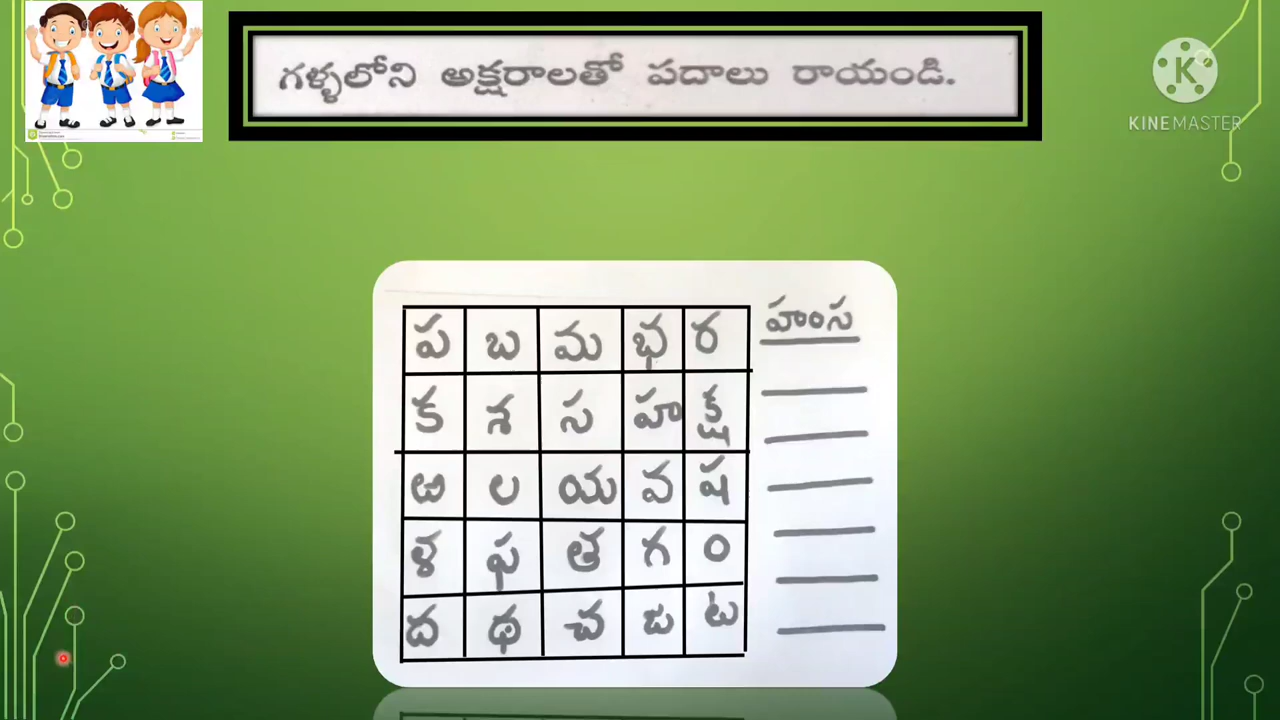 గళ్ళలోని అక్షరాలతో పదాలు రాయండి.
K
KINEMASTER
ప బ మ భ ర
హంస
క శ స హ క్ష
ఱ ల య వ ష
ళ ఫ త గ ం
ద థ చ జ ట